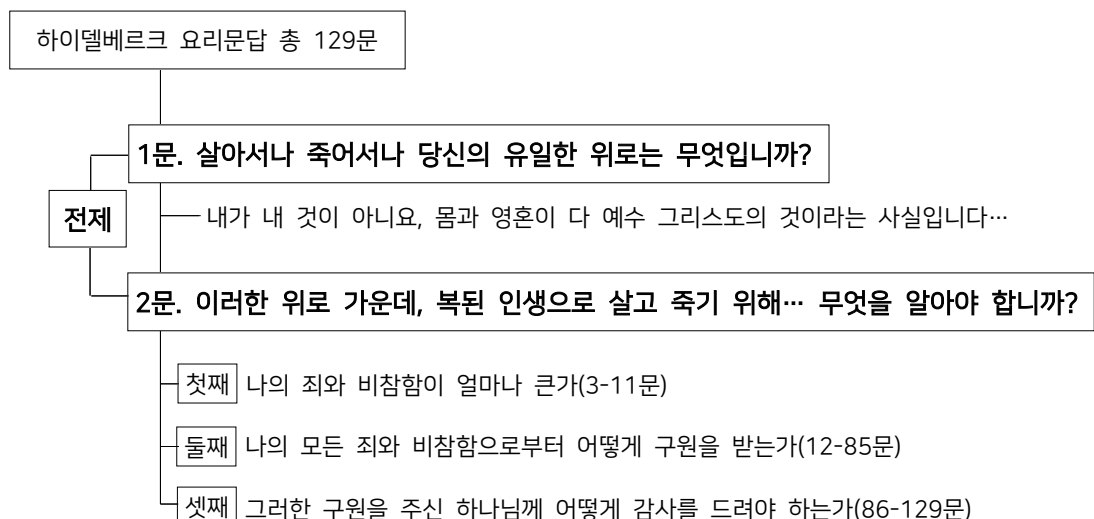 하이델베르크 요리문답 총 129문
1문. 살아서나 죽어서나 당신의 유일한 위로는 무엇입니까?
전제
내가 내 것이 아니요, 몸과 영혼이 다 예수 그리스도의 것이라는 사실입니다…
2문. 이러한 위로 가운데, 복된 인생으로 살고 죽기 위해… 무엇을 알아야 합니까?
첫째 나의 죄와 비참함이 얼마나 큰가(3-11문)
둘째 나의 모든 죄와 비참함으로부터 어떻게 구원을 받는가(12-85문)
셋째 그러한 구원을 주신 하나님께 어떻게 감사를 드려야 하는가(86-129문)